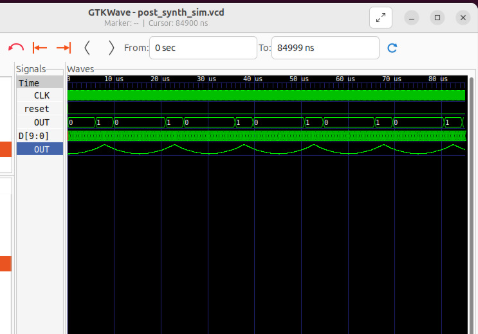 GTKWave - post_synth_sim.vcd
Marker: -- | Cursor: 84900 ns
From: 0 sec To: 84999 ns
Signals Waves
Time 0 10 us 20 us 30 us 40 us 50 us 60 us 70 us 80 us
CLK
reset
OUT 0 1 0 1 0 1 0 1 0 1 0 1
D[9:0]
OUT